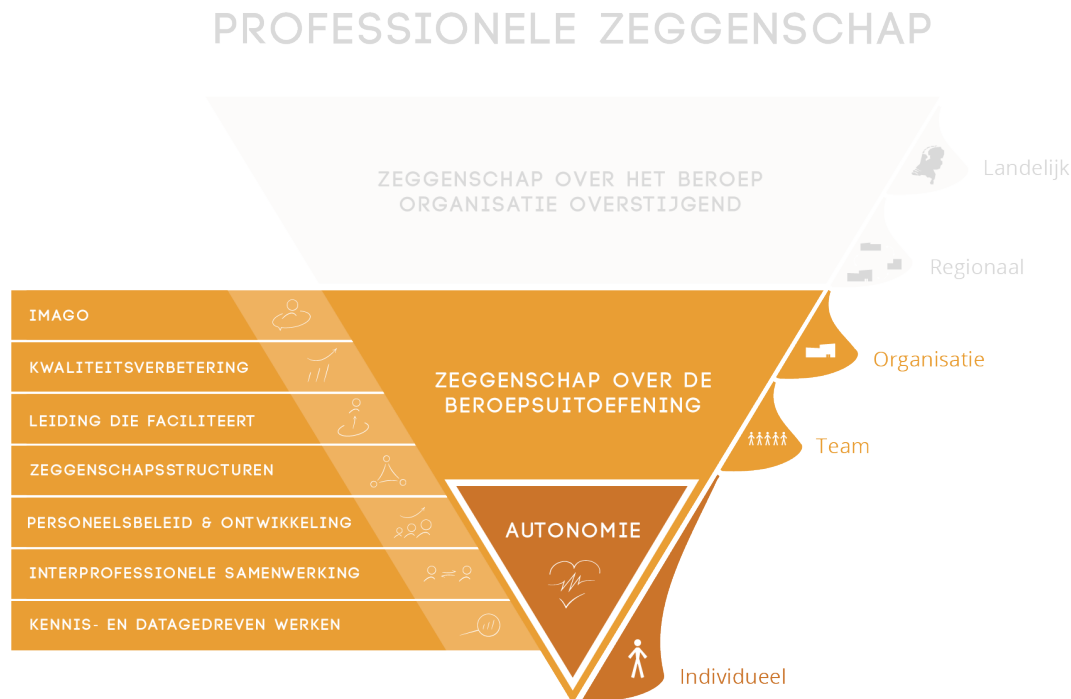 PROFESSIONELE ZEGGENSCHAP
ZEGGENSCHAP OVER HET BEROEP
ORGANISATIE OVERSTIJGEND
Landelijk
Regionaal
IMAGO
KWALITEITSVERBETERING
LEIDING DIE FACILITEERT
ZEGGENSCHAPSSTRUCTUREN
PERSONEELSBELEID & ONTWIKKELING
INTERPROFESSIONELE SAMENWERKING
KENNIS- EN DATAGEDREVEN WERKEN
ZEGGENSCHAP OVER DE
BEROEPSUITOEFENING
Organisatie
Team
AUTONOMIE
Individueel